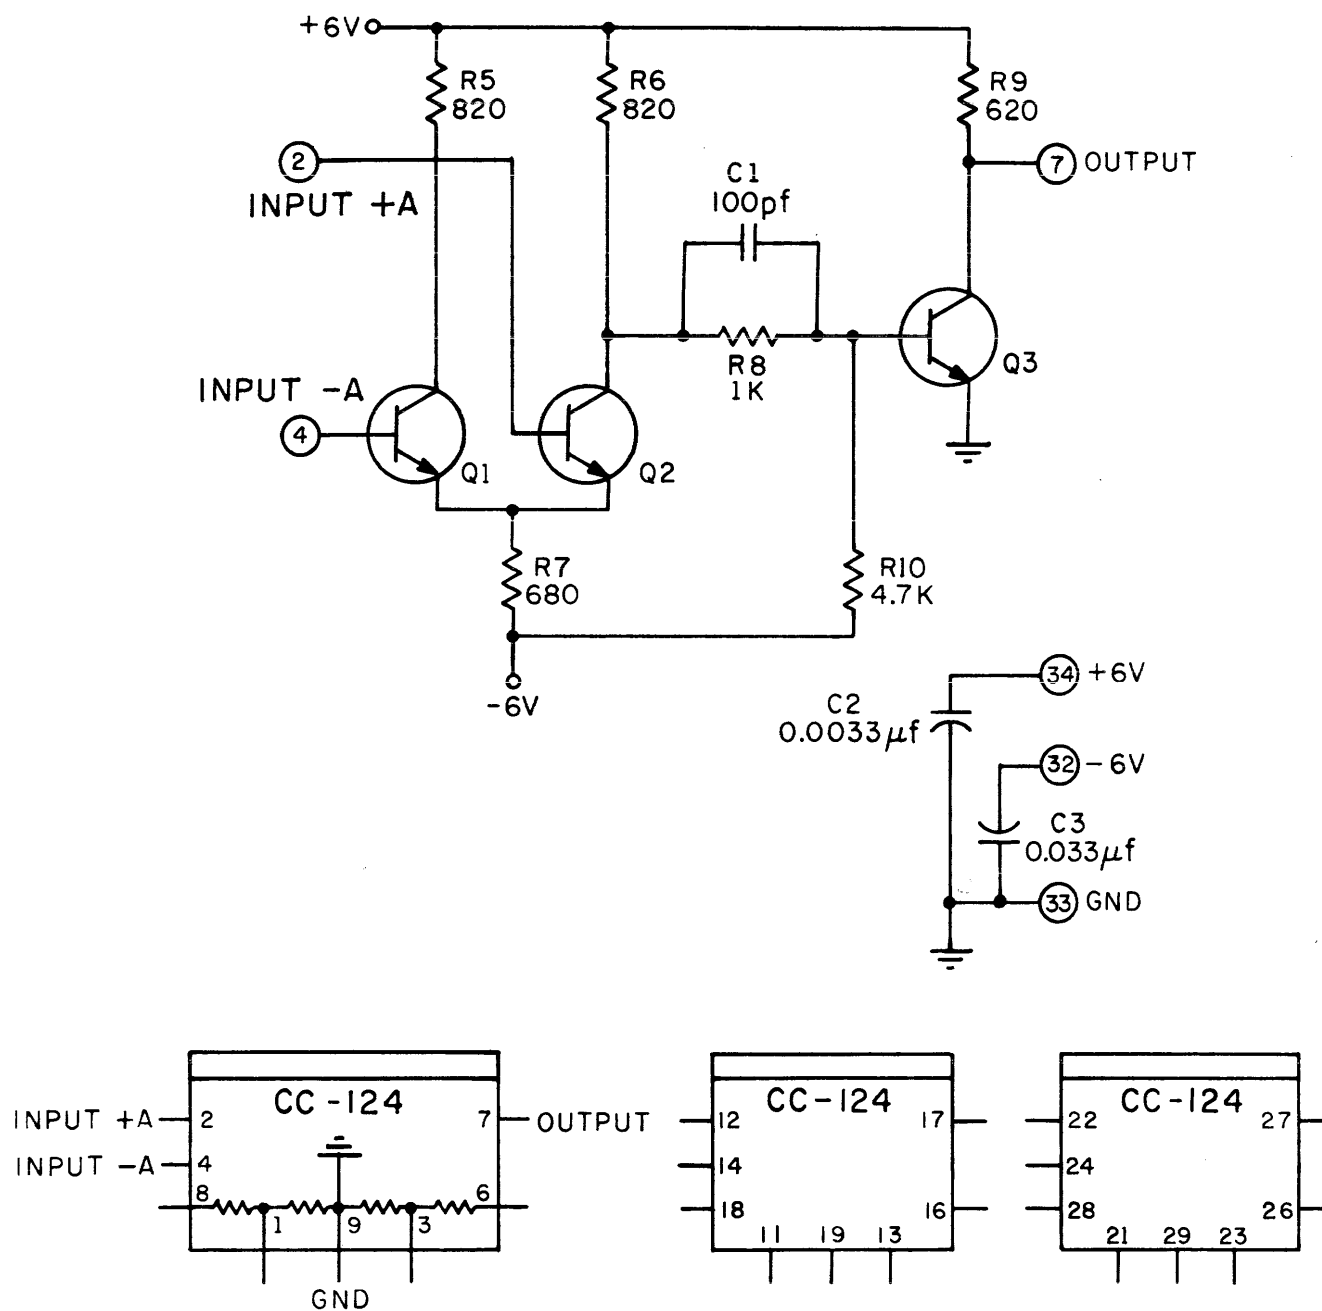 +6V
R5
820
R6
820
R9
620
2
INPUT +A
C1
100pf
7 OUTPUT
R8
1K
Q3
INPUT -A
4
Q1
Q2
R7
680
R10
4.7K
-6V
34 +6V
C2
0.0033μf
32 -6V
C3
0.033μf
33 GND
CC-124
INPUT +A 2
7 OUTPUT
INPUT -A 4
8
6
1
9
3
GND
CC-124
12
17
14
18
16
11
19
13
CC-124
22
27
24
28
26
21
29
23